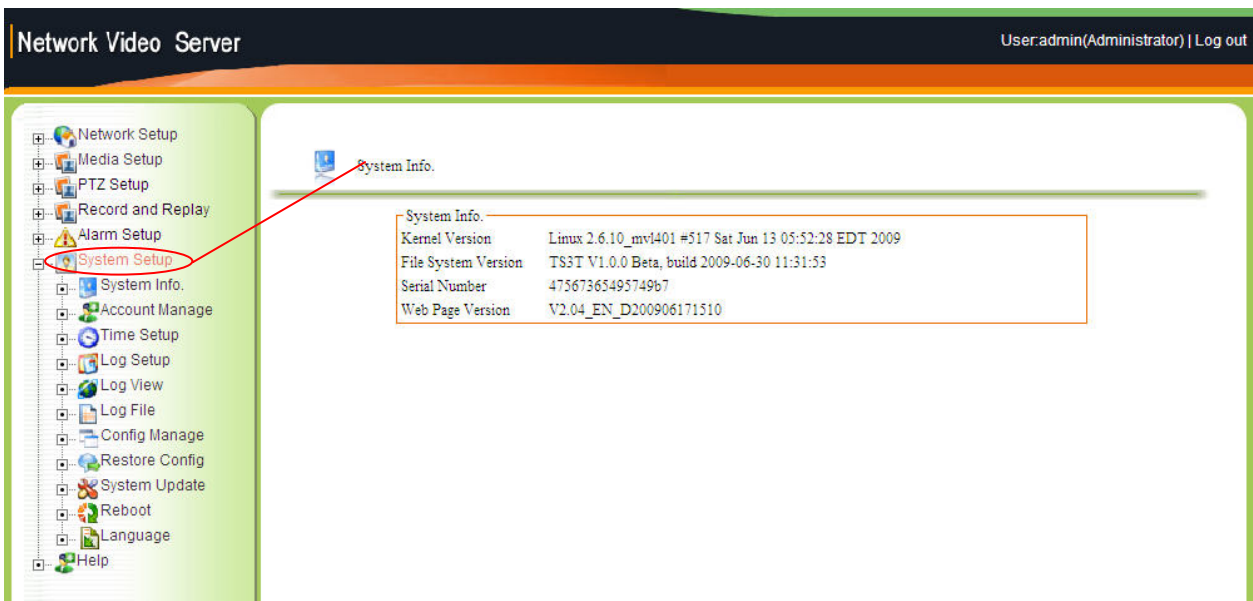 Network Video Server
User:admin(Administrator) | Log out
Network Setup
Media Setup
PTZ Setup
Record and Replay
Alarm Setup
System Setup
System Info.
Account Manage
Time Setup
Log Setup
Log View
Log File
Config Manage
Restore Config
System Update
Reboot
Language
Help
System Info.
System Info.
Kernel Version Linux 2.6.10_mvl401 #517 Sat Jun 13 05:52:28 EDT 2009
File System Version TS3T V1.0.0 Beta, build 2009-06-30 11:31:53
Serial Number 47567365495749b7
Web Page Version V2.04_EN_D200906171510